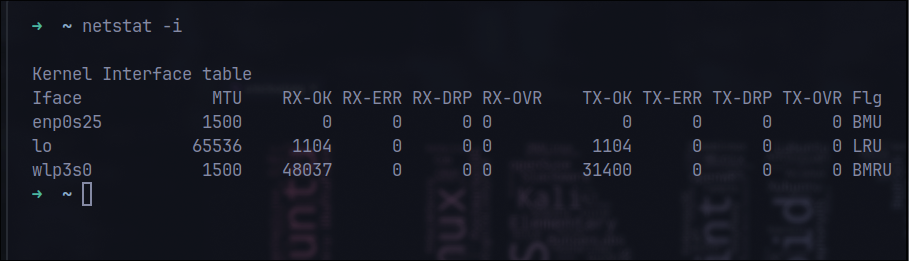 → ~ netstat -i
Kernel Interface table
Iface MTU RX-OK RX-ERR RX-DRP RX-OVR TX-OK TX-ERR TX-DRP TX-OVR Flg
enp0s25 1500 0 0 0 0 0 0 0 0 BMU
lo 65536 1104 0 0 0 1104 0 0 0 LRU
wlp3s0 1500 48037 0 0 0 31400 0 0 0 BMRU
→ ~
Kali
Elementary